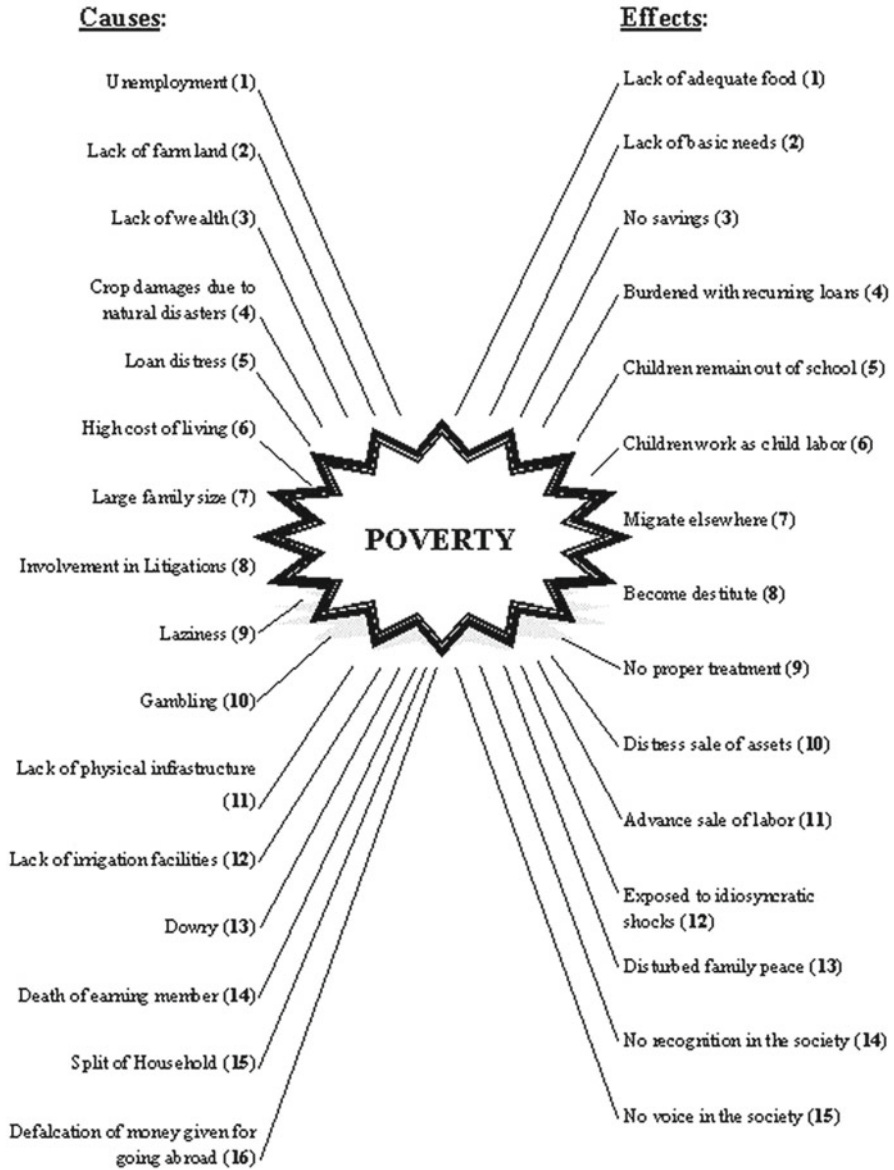 Causes:
Unemployment (1)
Lack of farm land (2)
Lack of wealth (3)
Crop damages due to
natural disasters (4)
Loan distress (5)
High cost of living (6)
Large family size (7)
Involvement in Litigations (8)
Laziness (9)
Gambling (10)
Lack of physical infrastructure
(11)
Lack of irrigation facilities (12)
Dowry (13)
Death of earning member (14)
Split of Household (15)
Defalcation of money given for
going abroad (16)
POVERTY
Effects:
Lack of adequate food (1)
Lack of basic needs (2)
No savings (3)
Burdened with recurring loans (4)
Children remain out of school (5)
Children work as child labor (6)
Migrate elsewhere (7)
Become destitute (8)
No proper treatment (9)
Distress sale of assets (10)
Advance sale of labor (11)
Exposed to idiosyncratic
shocks (12)
Disturbed family peace (13)
No recognition in the society (14)
No voice in the society (15)